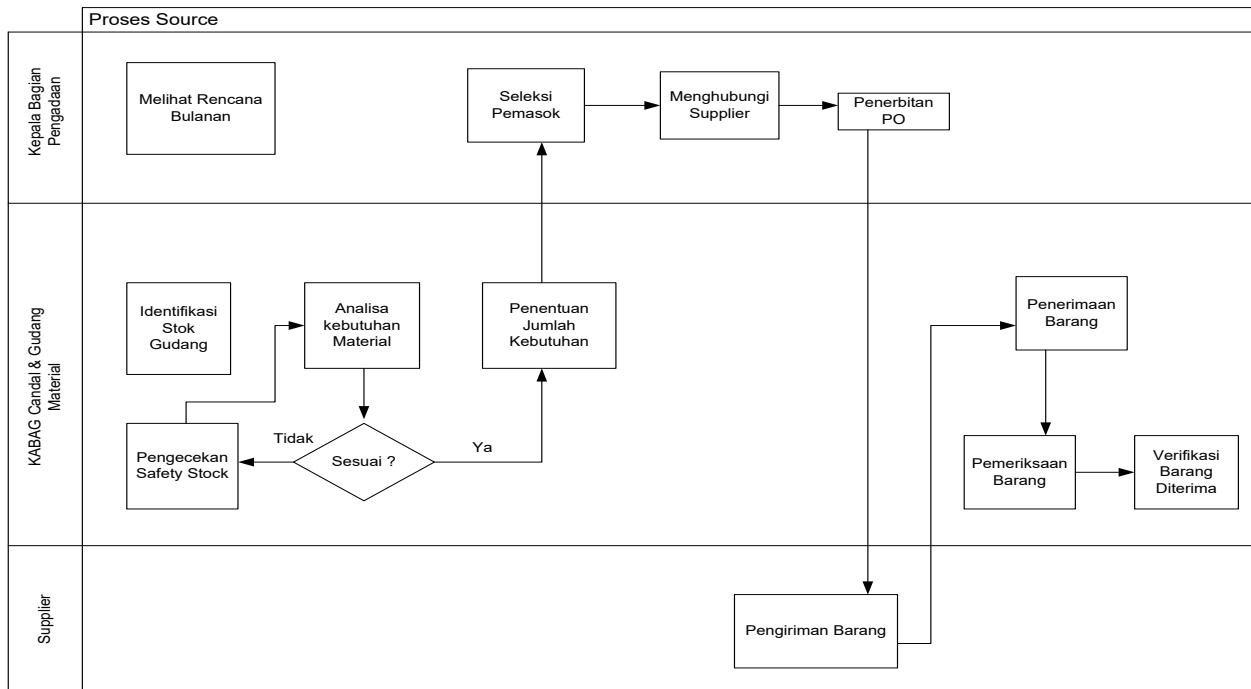 Proses Source
Kepala Bagian
Pengadaan
Melihat Rencana
Bulanan
Seleksi
Pemasok
Menghubungi
Supplier
Penerbitan
PO
KABAG Candal & Gudang
Material
Identifikasi
Stok
Gudang
Analisa
kebutuhan
Material
Penentuan
Jumlah
Kebutuhan
Penerimaan
Barang
Pengecekan
Safety Stock
Tidak
Sesuai ?
Ya
Pemeriksaan
Barang
Verifikasi
Barang
Diterima
Supplier
Pengiriman Barang